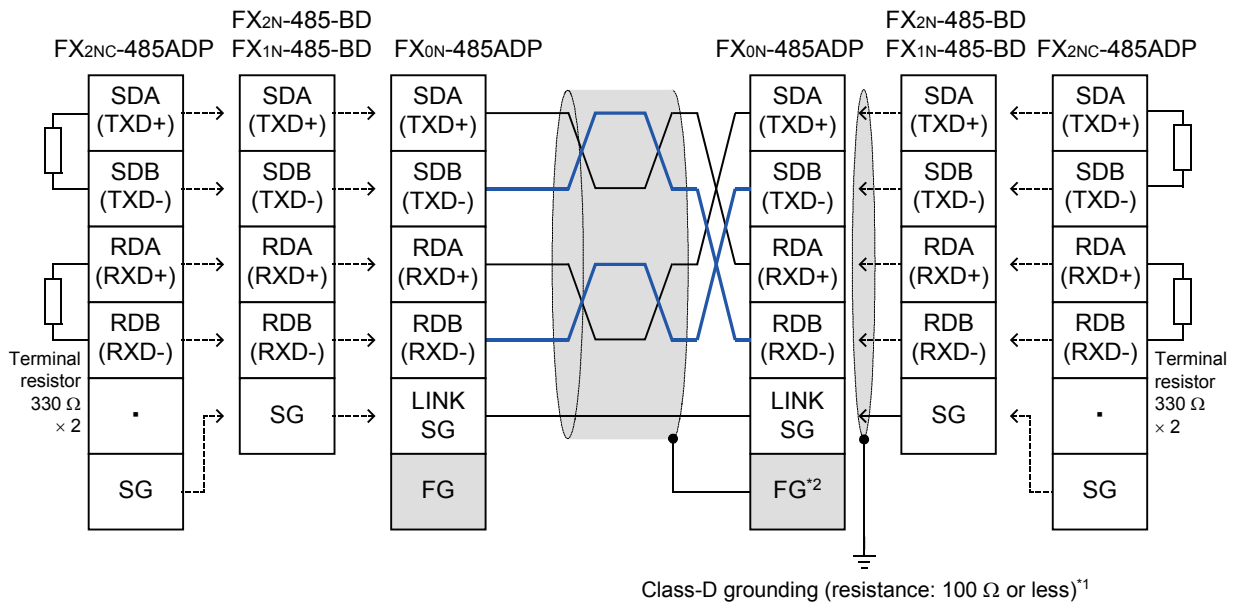 FX2N-485-BD
FX2NC-485ADP FX1N-485-BD FX0N-485ADP
SDA
(TXD+)
SDB
(TXD-)
RDA
(RXD+)
RDB
(RXD-)
.
SG
Terminal
resistor
330 Ω
× 2
SDA
(TXD+)
SDB
(TXD-)
RDA
(RXD+)
RDB
(RXD-)
SG
SDA
(TXD+)
SDB
(TXD-)
RDA
(RXD+)
RDB
(RXD-)
LINK
SG
FG
FX2N-485-BD
FX0N-485ADP FX1N-485-BD FX2NC-485ADP
SDA
(TXD+)
SDB
(TXD-)
RDA
(RXD+)
RDB
(RXD-)
LINK
SG
FG*2
SDA
(TXD+)
SDB
(TXD-)
RDA
(RXD+)
RDB
(RXD-)
SG
SDA
(TXD+)
SDB
(TXD-)
RDA
(RXD+)
RDB
(RXD-)
.
SG
Terminal
resistor
330 Ω
× 2
Class-D grounding (resistance: 100 Ω or less)*1